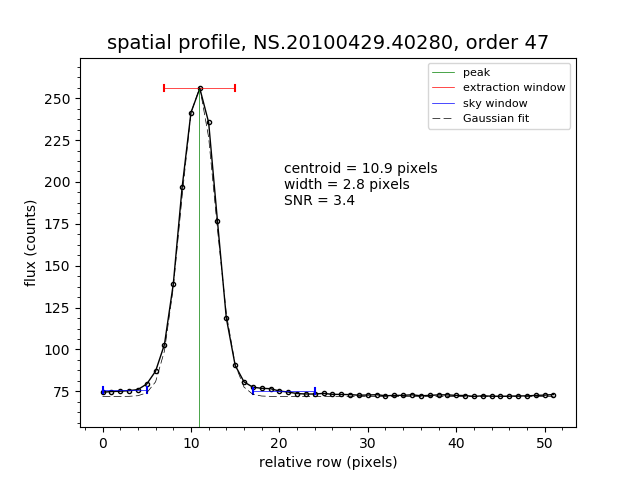 spatial profile, NS.20100429.40280, order 47
peak
extraction window
sky window
Gaussian fit
centroid = 10.9 pixels
width = 2.8 pixels
SNR = 3.4
flux (counts)
250
225
200
175
150
125
100
75
0 10 20 30 40 50
relative row (pixels)